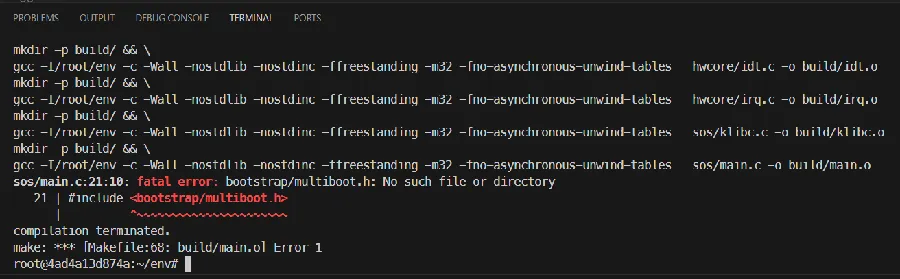 PROBLEMS OUTPUT DEBUG CONSOLE TERMINAL PORTS
mkdir -p build/ && \
gcc -I/root/env -c -Wall -nostdlib -nostdinc -ffreestanding -m32 -fno-asynchronous-unwind-tables hwcore/idt.c -o build/idt.o
mkdir -p build/ && \
gcc -I/root/env -c -Wall -nostdlib -nostdinc -ffreestanding -m32 -fno-asynchronous-unwind-tables hwcore/irq.c -o build/irq.o
mkdir -p build/ && \
gcc -I/root/env -c -Wall -nostdlib -nostdinc -ffreestanding -m32 -fno-asynchronous-unwind-tables sos/klibc.c -o build/klibc.o
mkdir -p build/ && \
gcc -I/root/env -c -Wall -nostdlib -nostdinc -ffreestanding -m32 -fno-asynchronous-unwind-tables sos/main.c -o build/main.o
sos/main.c:21:10: fatal error: bootstrap/multiboot.h: No such file or directory
21 | #include <bootstrap/multiboot.h>
| ^~~~~~~~~~~~~~~~~~~~~~~
compilation terminated.
make: *** [Makefile:68: build/main.o] Error 1
root@4ad4a13d874a:~/env#